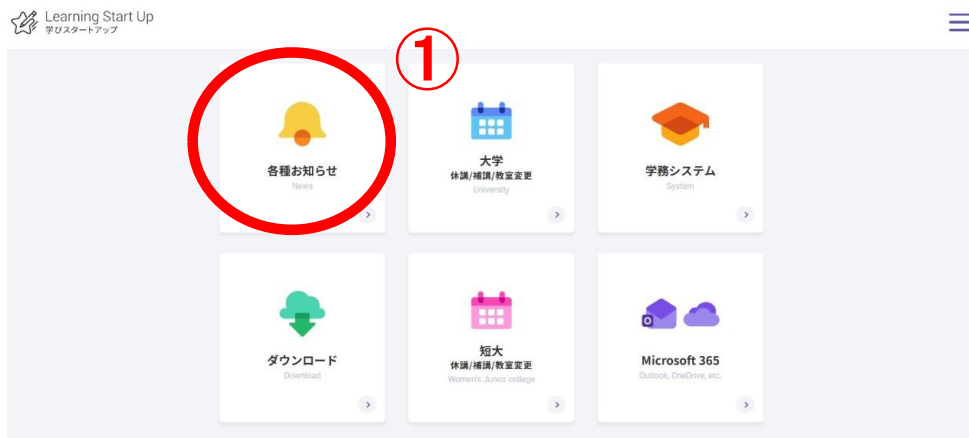 Learning Start Up
学びスタートアップ
①
各種お知らせ
News
大学
休講/補講/教室変更
University
学務システム
System
ダウンロード
Download
短大
休講/補講/教室変更
Women's Junior college
Microsoft 365
Outlook, OneDrive, etc.